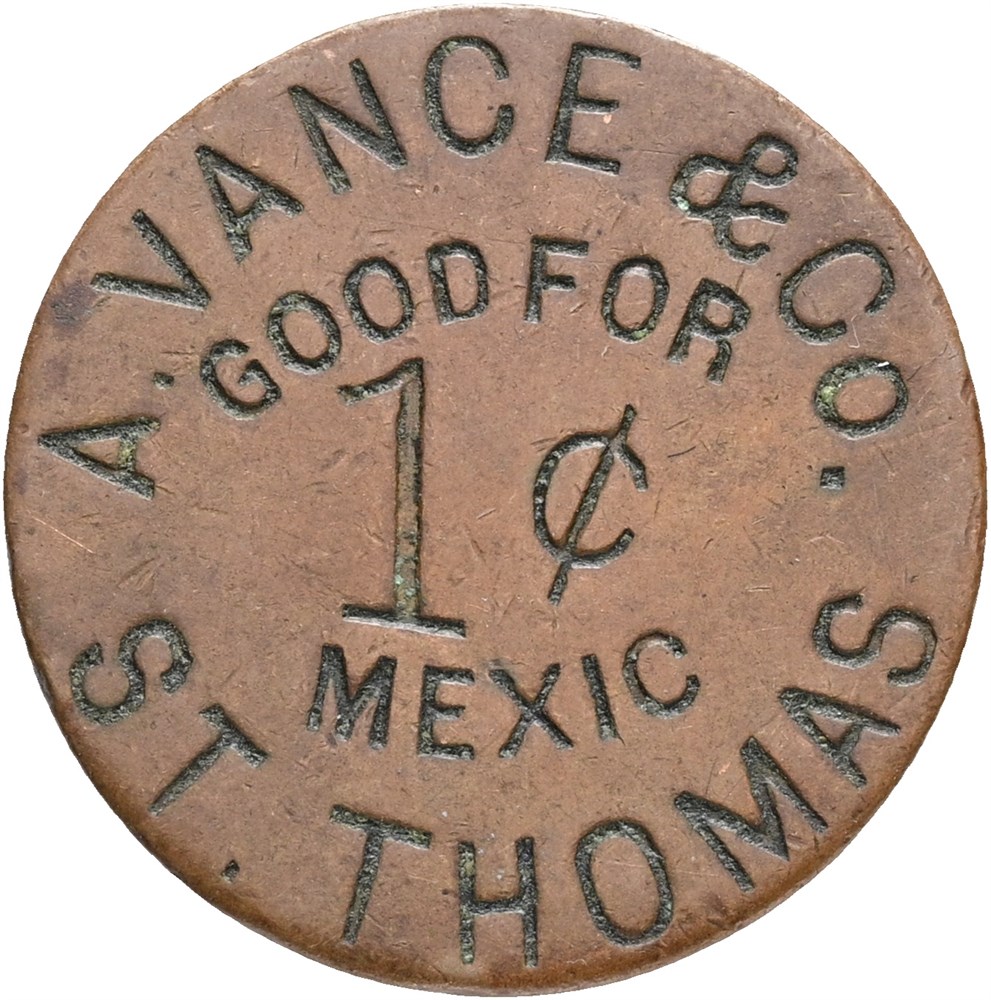 A. VANCE & Co.
GOOD FOR
1 ¢
MEXIC
ST. THOMAS